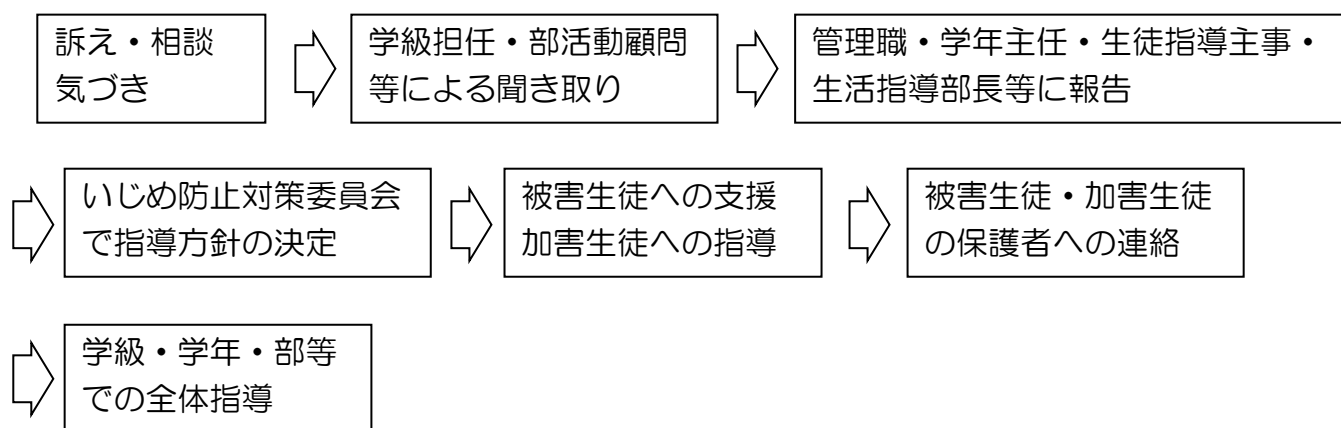 訴え・相談
気づき
学級担任・部活動顧問
等による聞き取り
管理職・学年主任・生徒指導主事・
生活指導部長等に報告
いじめ防止対策委員会
で指導方針の決定
被害生徒への支援
加害生徒への指導
被害生徒・加害生徒
の保護者への連絡
学級・学年・部等
での全体指導